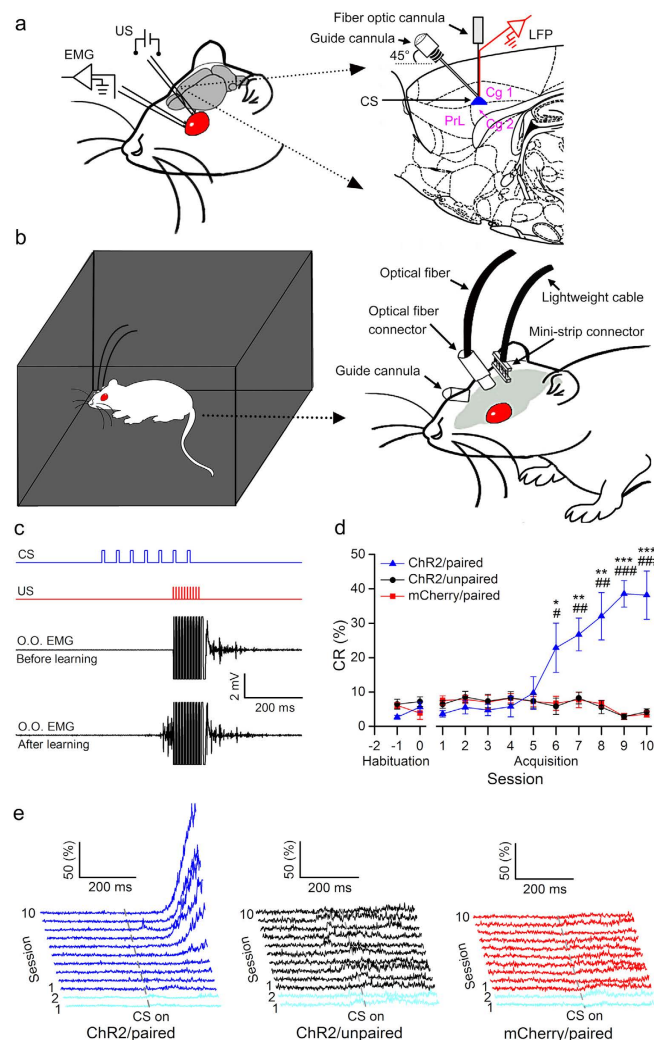 a
US
EMG
Fiber optic cannula
Guide cannula
LFP
45°
CS
Cg 1
PrL
Cg 2
b
Optical fiber
Lightweight cable
Optical fiber
connector
Mini-strip connector
Guide cannula
c
CS
US
O.O. EMG
Before learning
2 mV
200 ms
O.O. EMG
After learning
d
50
40
30
20
10
0
CR (%)
ChR2/paired
ChR2/unpaired
mCherry/paired
*
#
**
##
**
##
***
###
***
###
-2 -1 0 1 2 3 4 5 6 7 8 9 10
Habituation Acquisition
Session
e
50 (%)
200 ms
10
Session
1
2
1
CS on
ChR2/paired
50 (%)
200 ms
10
Session
1
2
1
CS on
ChR2/unpaired
50 (%)
200 ms
10
Session
1
2
1
CS on
mCherry/paired